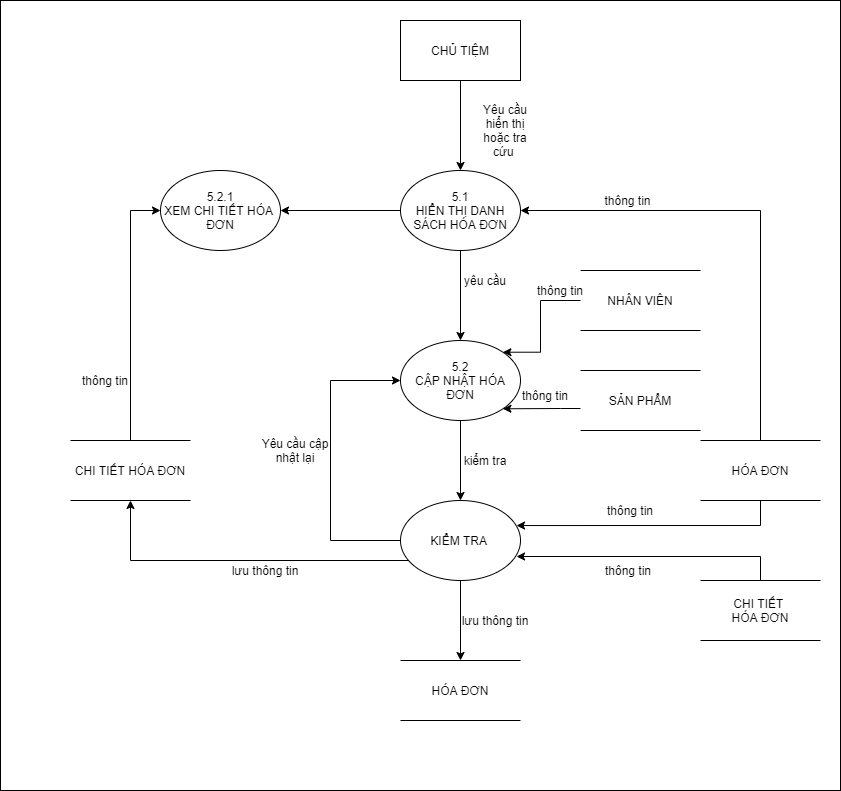 CHỦ TIỆM
Yêu cầu
hiển thị
hoặc tra
cứu
5.2.1
XEM CHI TIẾT HÓA
ĐƠN
5.1
HIỂN THỊ DANH
SÁCH HÓA ĐƠN
thông tin
yêu cầu
thông tin
NHÂN VIÊN
5.2
CẬP NHẬT HÓA
ĐƠN
thông tin
thông tin
SẢN PHẨM
Yêu cầu cập
nhật lại
kiểm tra
CHI TIẾT HÓA ĐƠN
HÓA ĐƠN
thông tin
KIỂM TRA
lưu thông tin
thông tin
CHI TIẾT
HÓA ĐƠN
lưu thông tin
HÓA ĐƠN